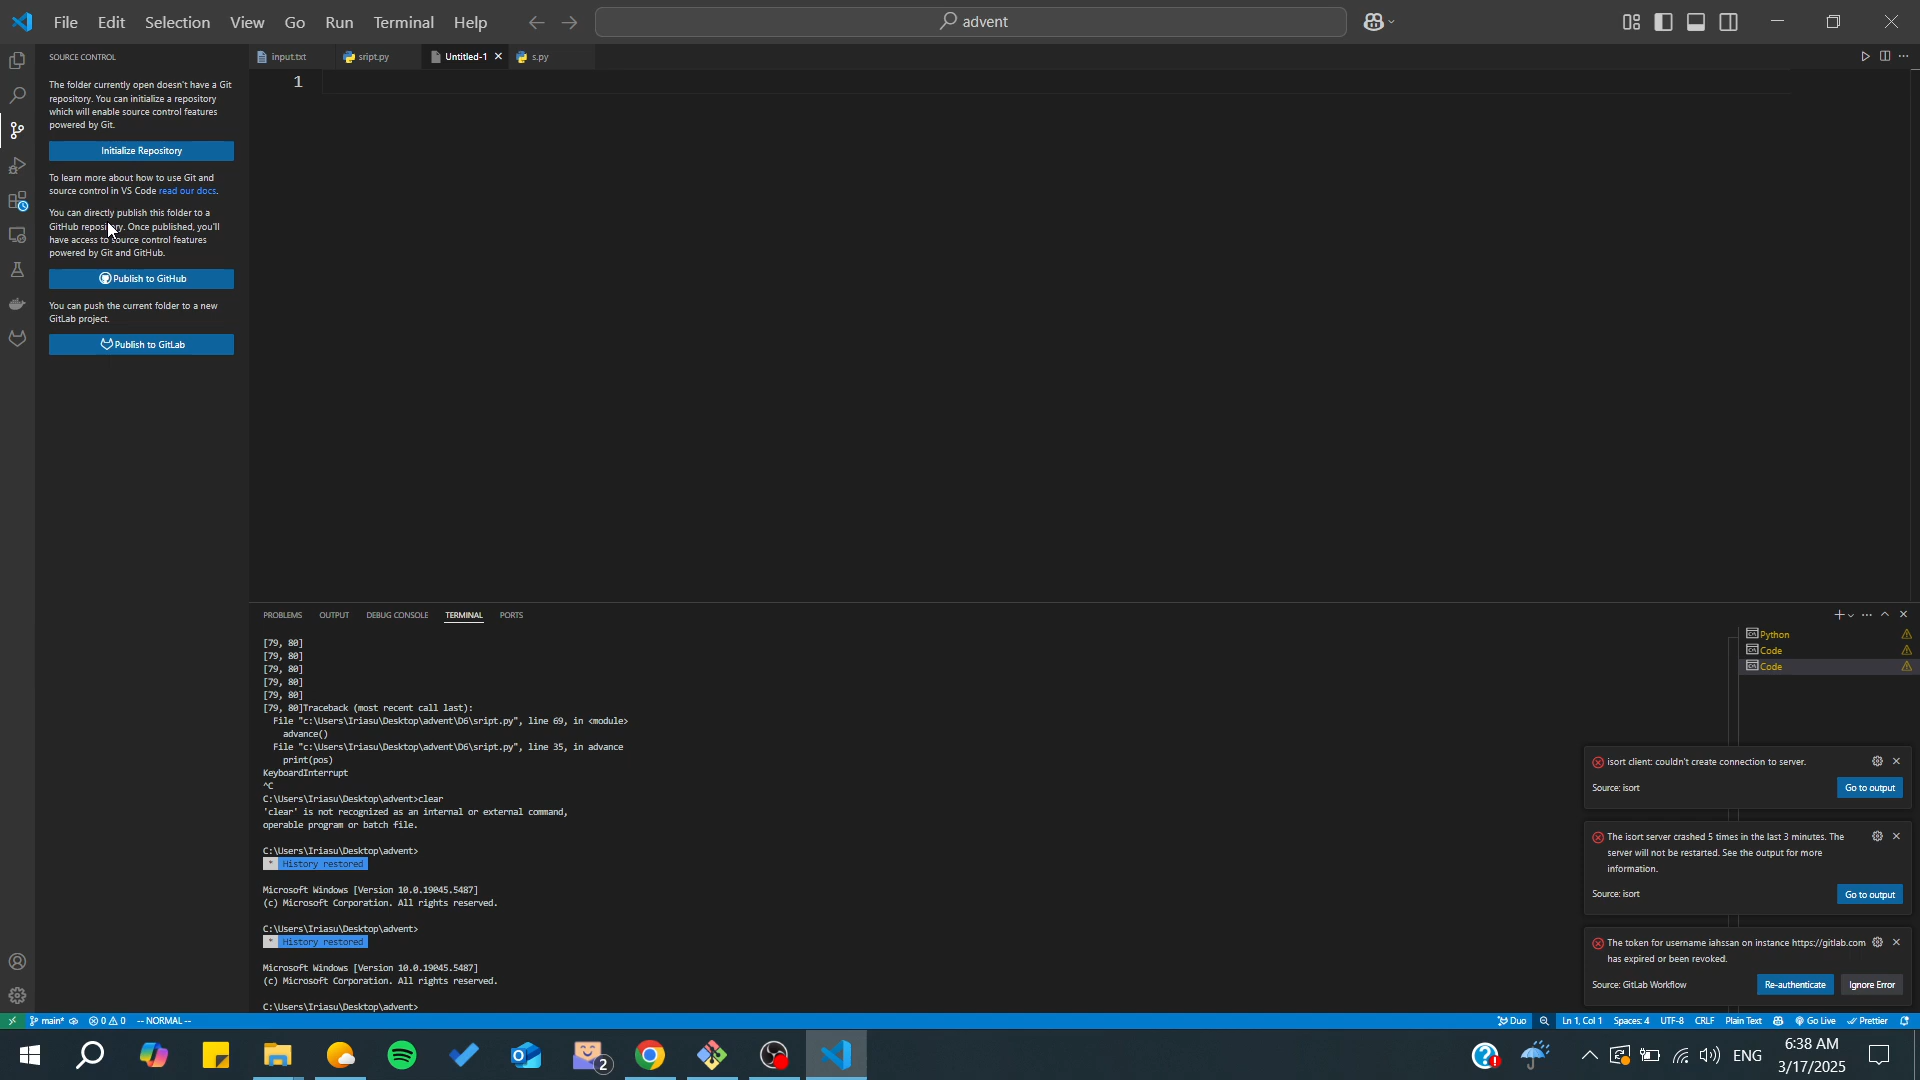 File Edit Selection View Go Run Terminal Help
advent
SOURCE CONTROL
The folder currently open doesn't have a Git
repository. You can initialize a repository
which will enable source control features
powered by Git.
Initialize Repository
To learn more about how to use Git and
source control in VS Code read our docs.
You can directly publish this folder to a
GitHub repository. Once published, you'll
have access to source control features
powered by Git and GitHub.
Publish to GitHub
You can push the current folder to a new
GitLab project.
Publish to GitLab
input.txt
sript.py
Untitled-1
s.py
1
PROBLEMS OUTPUT DEBUG CONSOLE TERMINAL PORTS
[79, 80]
[79, 80]
[79, 80]
[79, 80]
[79, 80]
[79, 80]Traceback (most recent call last):
File "c:\Users\Iriasu\Desktop\advent\D6\sript.py", line 69, in <module>
advance()
File "c:\Users\Iriasu\Desktop\advent\D6\sript.py", line 35, in advance
print(pos)
KeyboardInterrupt
^C
C:\Users\Iriasu\Desktop\advent>clear
'clear' is not recognized as an internal or external command,
operable program or batch file.
C:\Users\Iriasu\Desktop\advent>
* History restored
Microsoft Windows [Version 10.0.19045.5487]
(c) Microsoft Corporation. All rights reserved.
C:\Users\Iriasu\Desktop\advent>
* History restored
Microsoft Windows [Version 10.0.19045.5487]
(c) Microsoft Corporation. All rights reserved.
C:\Users\Iriasu\Desktop\advent>
Python
Code
Code
isort client: couldn't create connection to server.
Source: isort
Go to output
The isort server crashed 5 times in the last 3 minutes. The
server will not be restarted. See the output for more
information.
Source: isort
Go to output
The token for username iahssan on instance https://gitlab.com
has expired or been revoked.
Source: GitLab Workflow
Re-authenticate
Ignore Error
main* 0 0 -- NORMAL --
Duo
Ln 1, Col 1 Spaces: 4 UTF-8 CRLF Plain Text Go Live Prettier
2
ENG
6:38 AM
3/17/2025